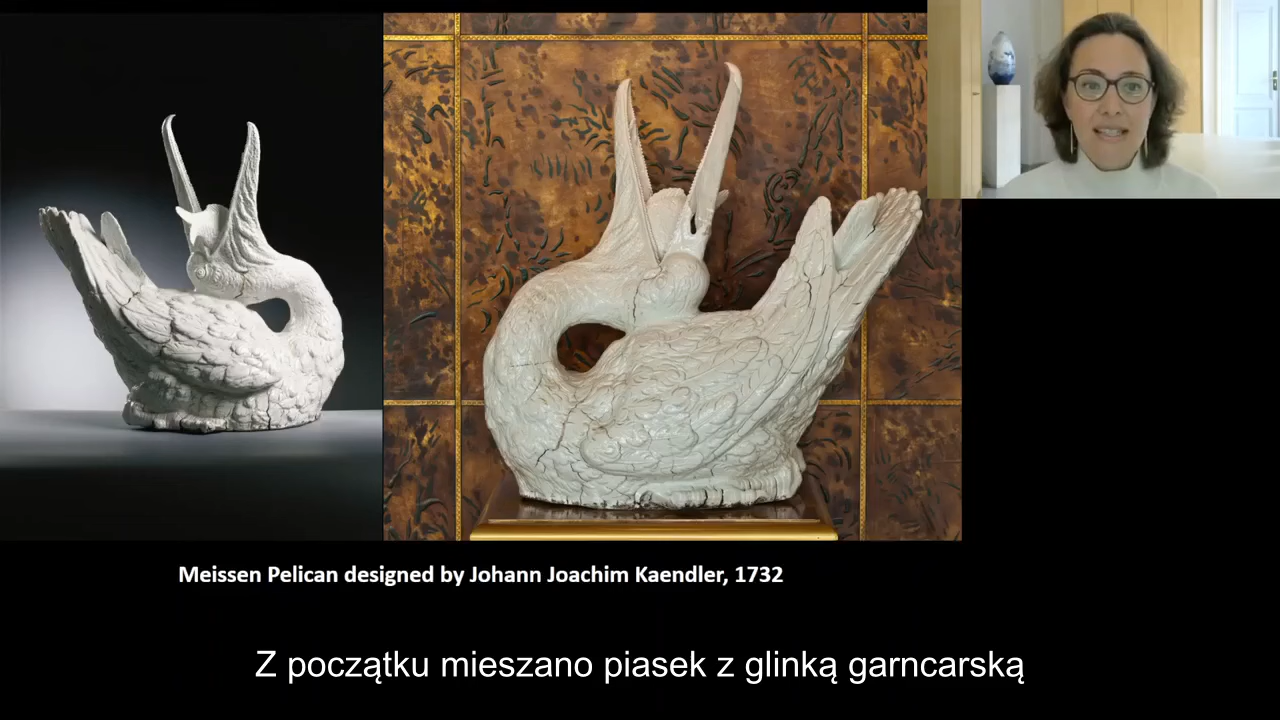 Meissen Pelican designed by Johann Joachim Kaendler, 1732
Z początku mieszano piasek z glinką garncarską